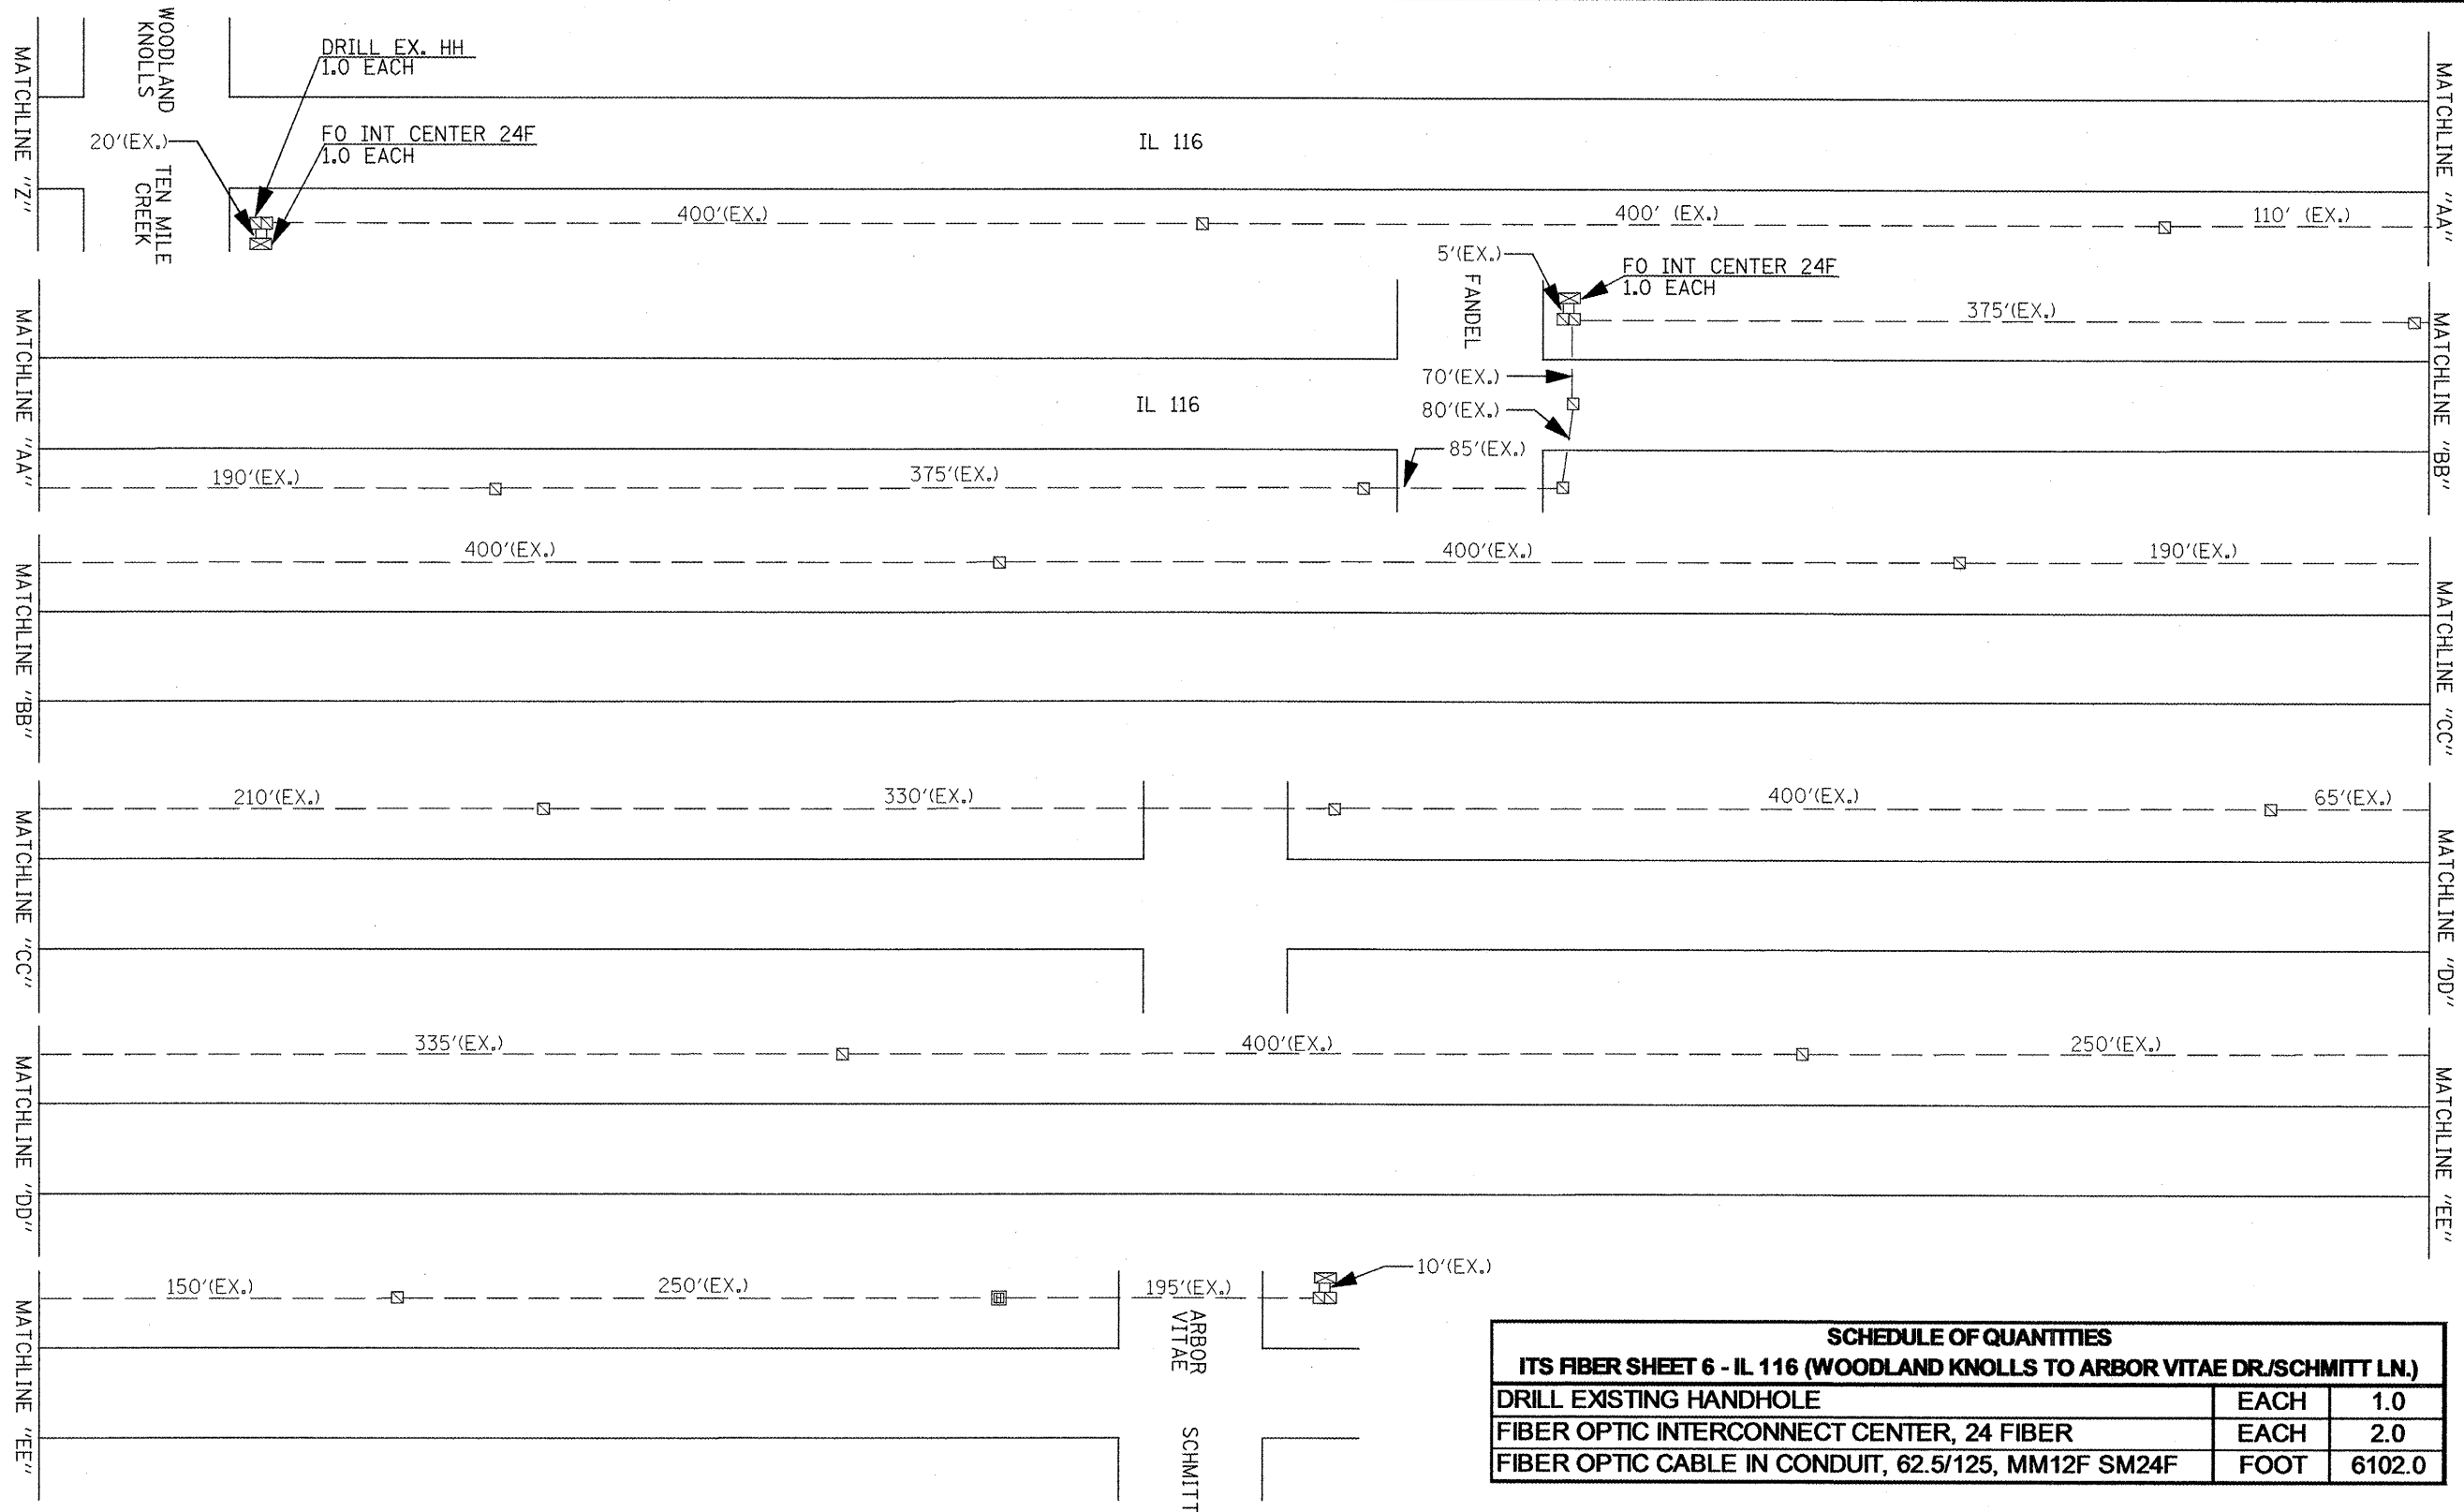 MATCHLINE "Z"
WOODLAND
KNOLLS
DRILL EX. HH
1.0 EACH
20'(EX.)
FO INT CENTER 24F
1.0 EACH
IL 116
TEN MILE
CREEK
400'(EX.)
400' (EX.)
110' (EX.)
MATCHLINE "AA"
MATCHLINE "AA"
5'(EX.)
FANDEL
FO INT CENTER 24F
1.0 EACH
375'(EX.)
70'(EX.)
80'(EX.)
IL 116
85'(EX.)
190'(EX.)
375'(EX.)
MATCHLINE "BB"
MATCHLINE "BB"
400'(EX.)
400'(EX.)
190'(EX.)
MATCHLINE "CC"
MATCHLINE "CC"
210'(EX.)
330'(EX.)
400'(EX.)
65'(EX.)
MATCHLINE "DD"
MATCHLINE "DD"
335'(EX.)
400'(EX.)
250'(EX.)
MATCHLINE "EE"
MATCHLINE "EE"
150'(EX.)
250'(EX.)
195'(EX.)
10'(EX.)
ARBOR
VITAE
SCHMITT
SCHEDULE OF QUANTITIES
ITS FIBER SHEET 6 - IL 116 (WOODLAND KNOLLS TO ARBOR VITAE DR./SCHMITT LN.)
DRILL EXISTING HANDHOLE EACH 1.0
FIBER OPTIC INTERCONNECT CENTER, 24 FIBER EACH 2.0
FIBER OPTIC CABLE IN CONDUIT, 62.5/125, MM12F SM24F FOOT 6102.0